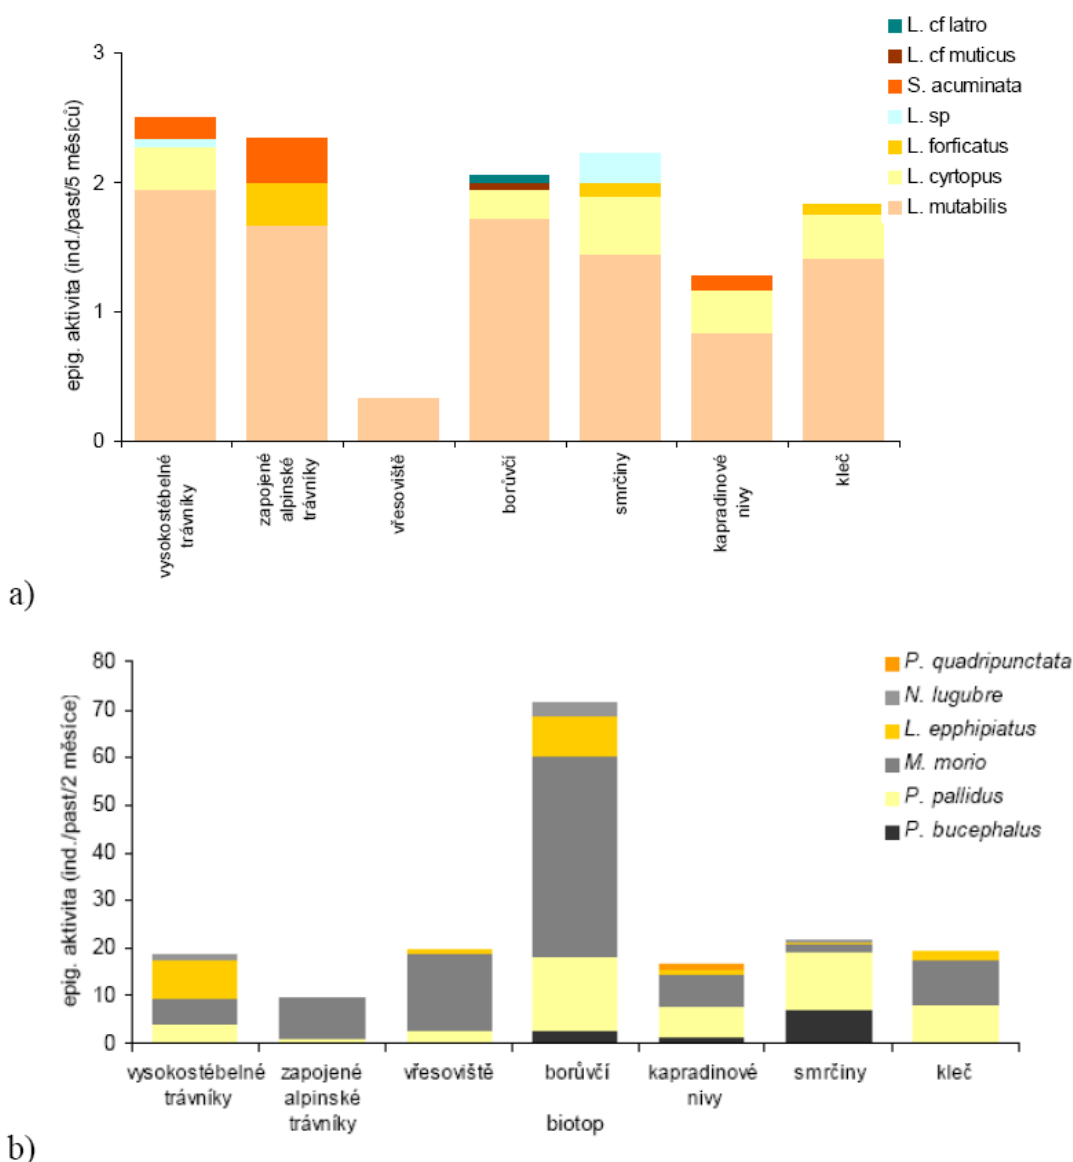 L. cf latro
L. cf muticus
S. acuminata
L. sp
L. forficatus
L. cyrtopus
L. mutabilis
epig. aktivita (ind./past/5 měsíců)
3
2
1
0
vysokostébelné
trávníky
zapojené
alpinské
trávníky
vřesoviště
borůvčí
smrčiny
kapradinové
nivy
kleč
a)
P. quadripunctata
N. lugubre
L. epphipiatus
M. morio
P. pallidus
P. bucephalus
epig. aktivita (ind./past/2 měsíce)
80
70
60
50
40
30
20
10
0
vysokostébelné
trávníky
zapojené
alpinské
trávníky
vřesoviště
borůvčí
kapradinové
nivy
smrčiny
kleč
biotop
b)